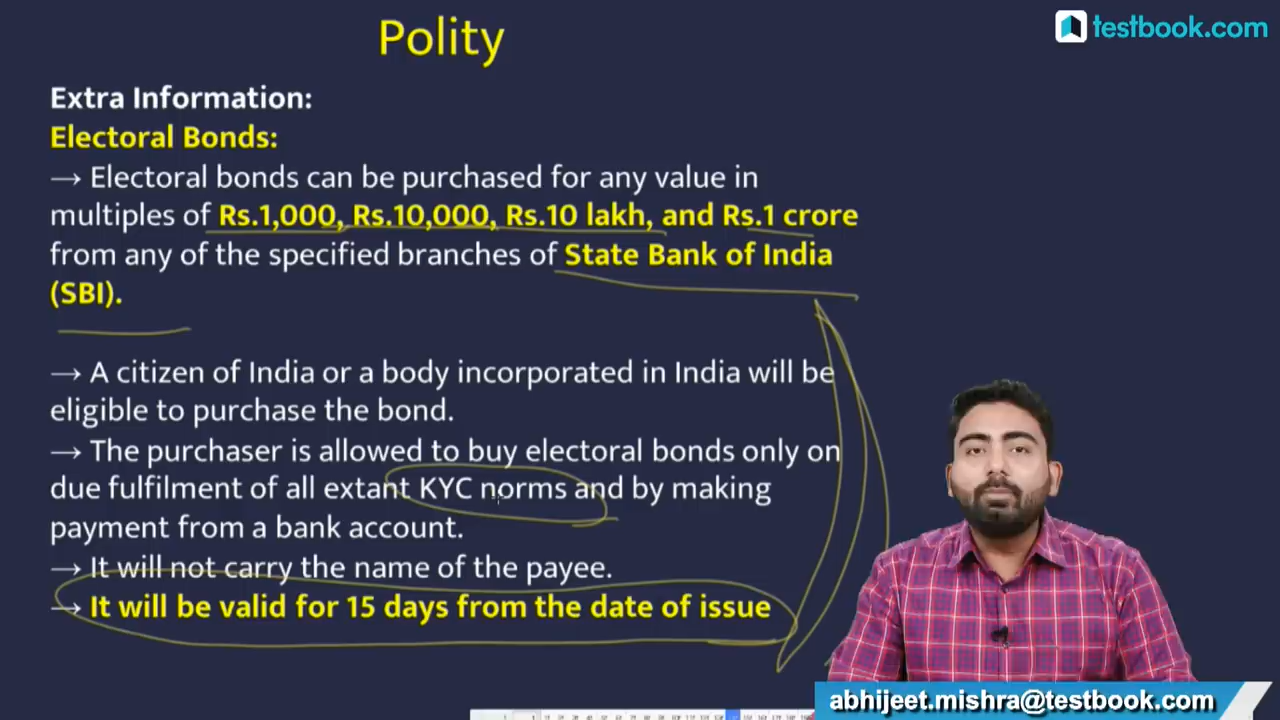 Polity
testbook.com
Extra Information:
Electoral Bonds:
→ Electoral bonds can be purchased for any value in
multiples of Rs.1,000, Rs.10,000, Rs.10 lakh, and Rs.1 crore
from any of the specified branches of State Bank of India
(SBI).
→ A citizen of India or a body incorporated in India will be
eligible to purchase the bond.
→ The purchaser is allowed to buy electoral bonds only on
due fulfilment of all extant KYC norms and by making
payment from a bank account.
→ It will not carry the name of the payee.
→ It will be valid for 15 days from the date of issue
abhijeet.mishra@testbook.com